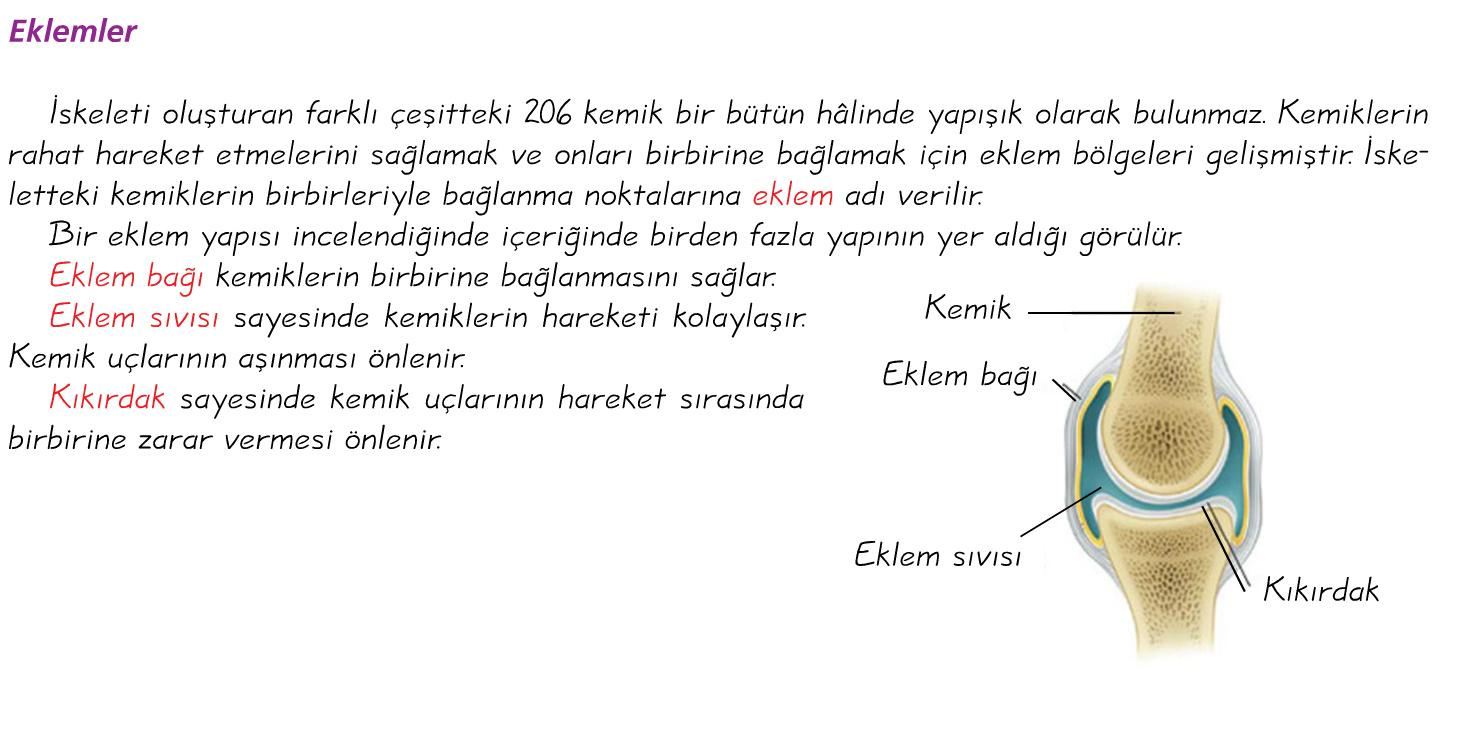 Eklemler
İskeleti oluşturan farklı çeşitteki 206 kemik bir bütün hâlinde yapışık olarak bulunmaz. Kemiklerin
rahat hareket etmelerini sağlamak ve onları birbirine bağlamak için eklem bölgeleri gelişmiştir. İske-
letteki kemiklerin birbirleriyle bağlanma noktalarına eklem adı verilir.
Bir eklem yapısı incelendiğinde içeriğinde birden fazla yapının yer aldığı görülür.
Eklem bağı kemiklerin birbirine bağlanmasını sağlar.
Eklem sıvısı sayesinde kemiklerin hareketi kolaylaşır.
Kemik uçlarının aşınması önlenir.
Kıkırdak sayesinde kemik uçlarının hareket sırasında
birbirine zarar vermesi önlenir.
Kemik
Eklem bağı
Eklem sıvısı
Kıkırdak